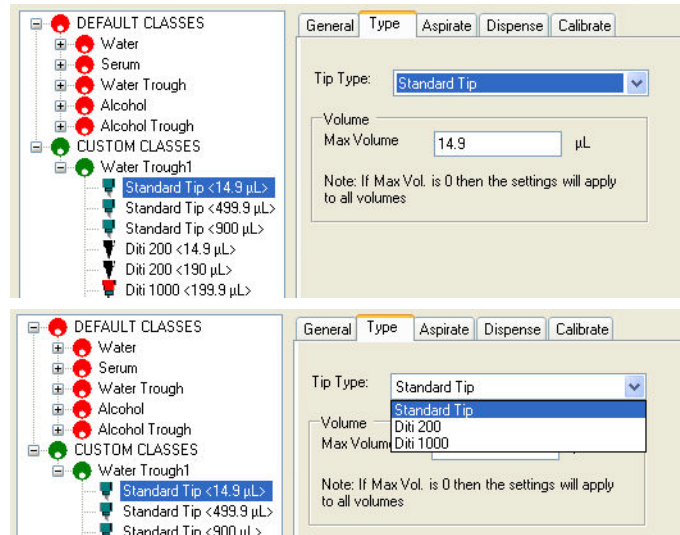 DEFAULT CLASSES
Water
Serum
Water Trough
Alcohol
Alcohol Trough
CUSTOM CLASSES
Water Trough1
Standard Tip <14.9 µL>
Standard Tip <499.9 µL>
Standard Tip <900 µL>
Diti 200 <14.9 µL>
Diti 200 <190 µL>
Diti 1000 <199.9 µL>
General Type Aspirate Dispense Calibrate
Tip Type: Standard Tip
Volume
Max Volume 14.9 µL
Note: If Max Vol. is 0 then the settings will apply
to all volumes
DEFAULT CLASSES
Water
Serum
Water Trough
Alcohol
Alcohol Trough
CUSTOM CLASSES
Water Trough1
Standard Tip <14.9 µL>
Standard Tip <499.9 µL>
Standard Tip <900 µL>
General Type Aspirate Dispense Calibrate
Tip Type: Standard Tip
Standard Tip
Diti 200
Diti 1000
Volume
Max Volume
Note: If Max Vol. is 0 then the settings will apply
to all volumes